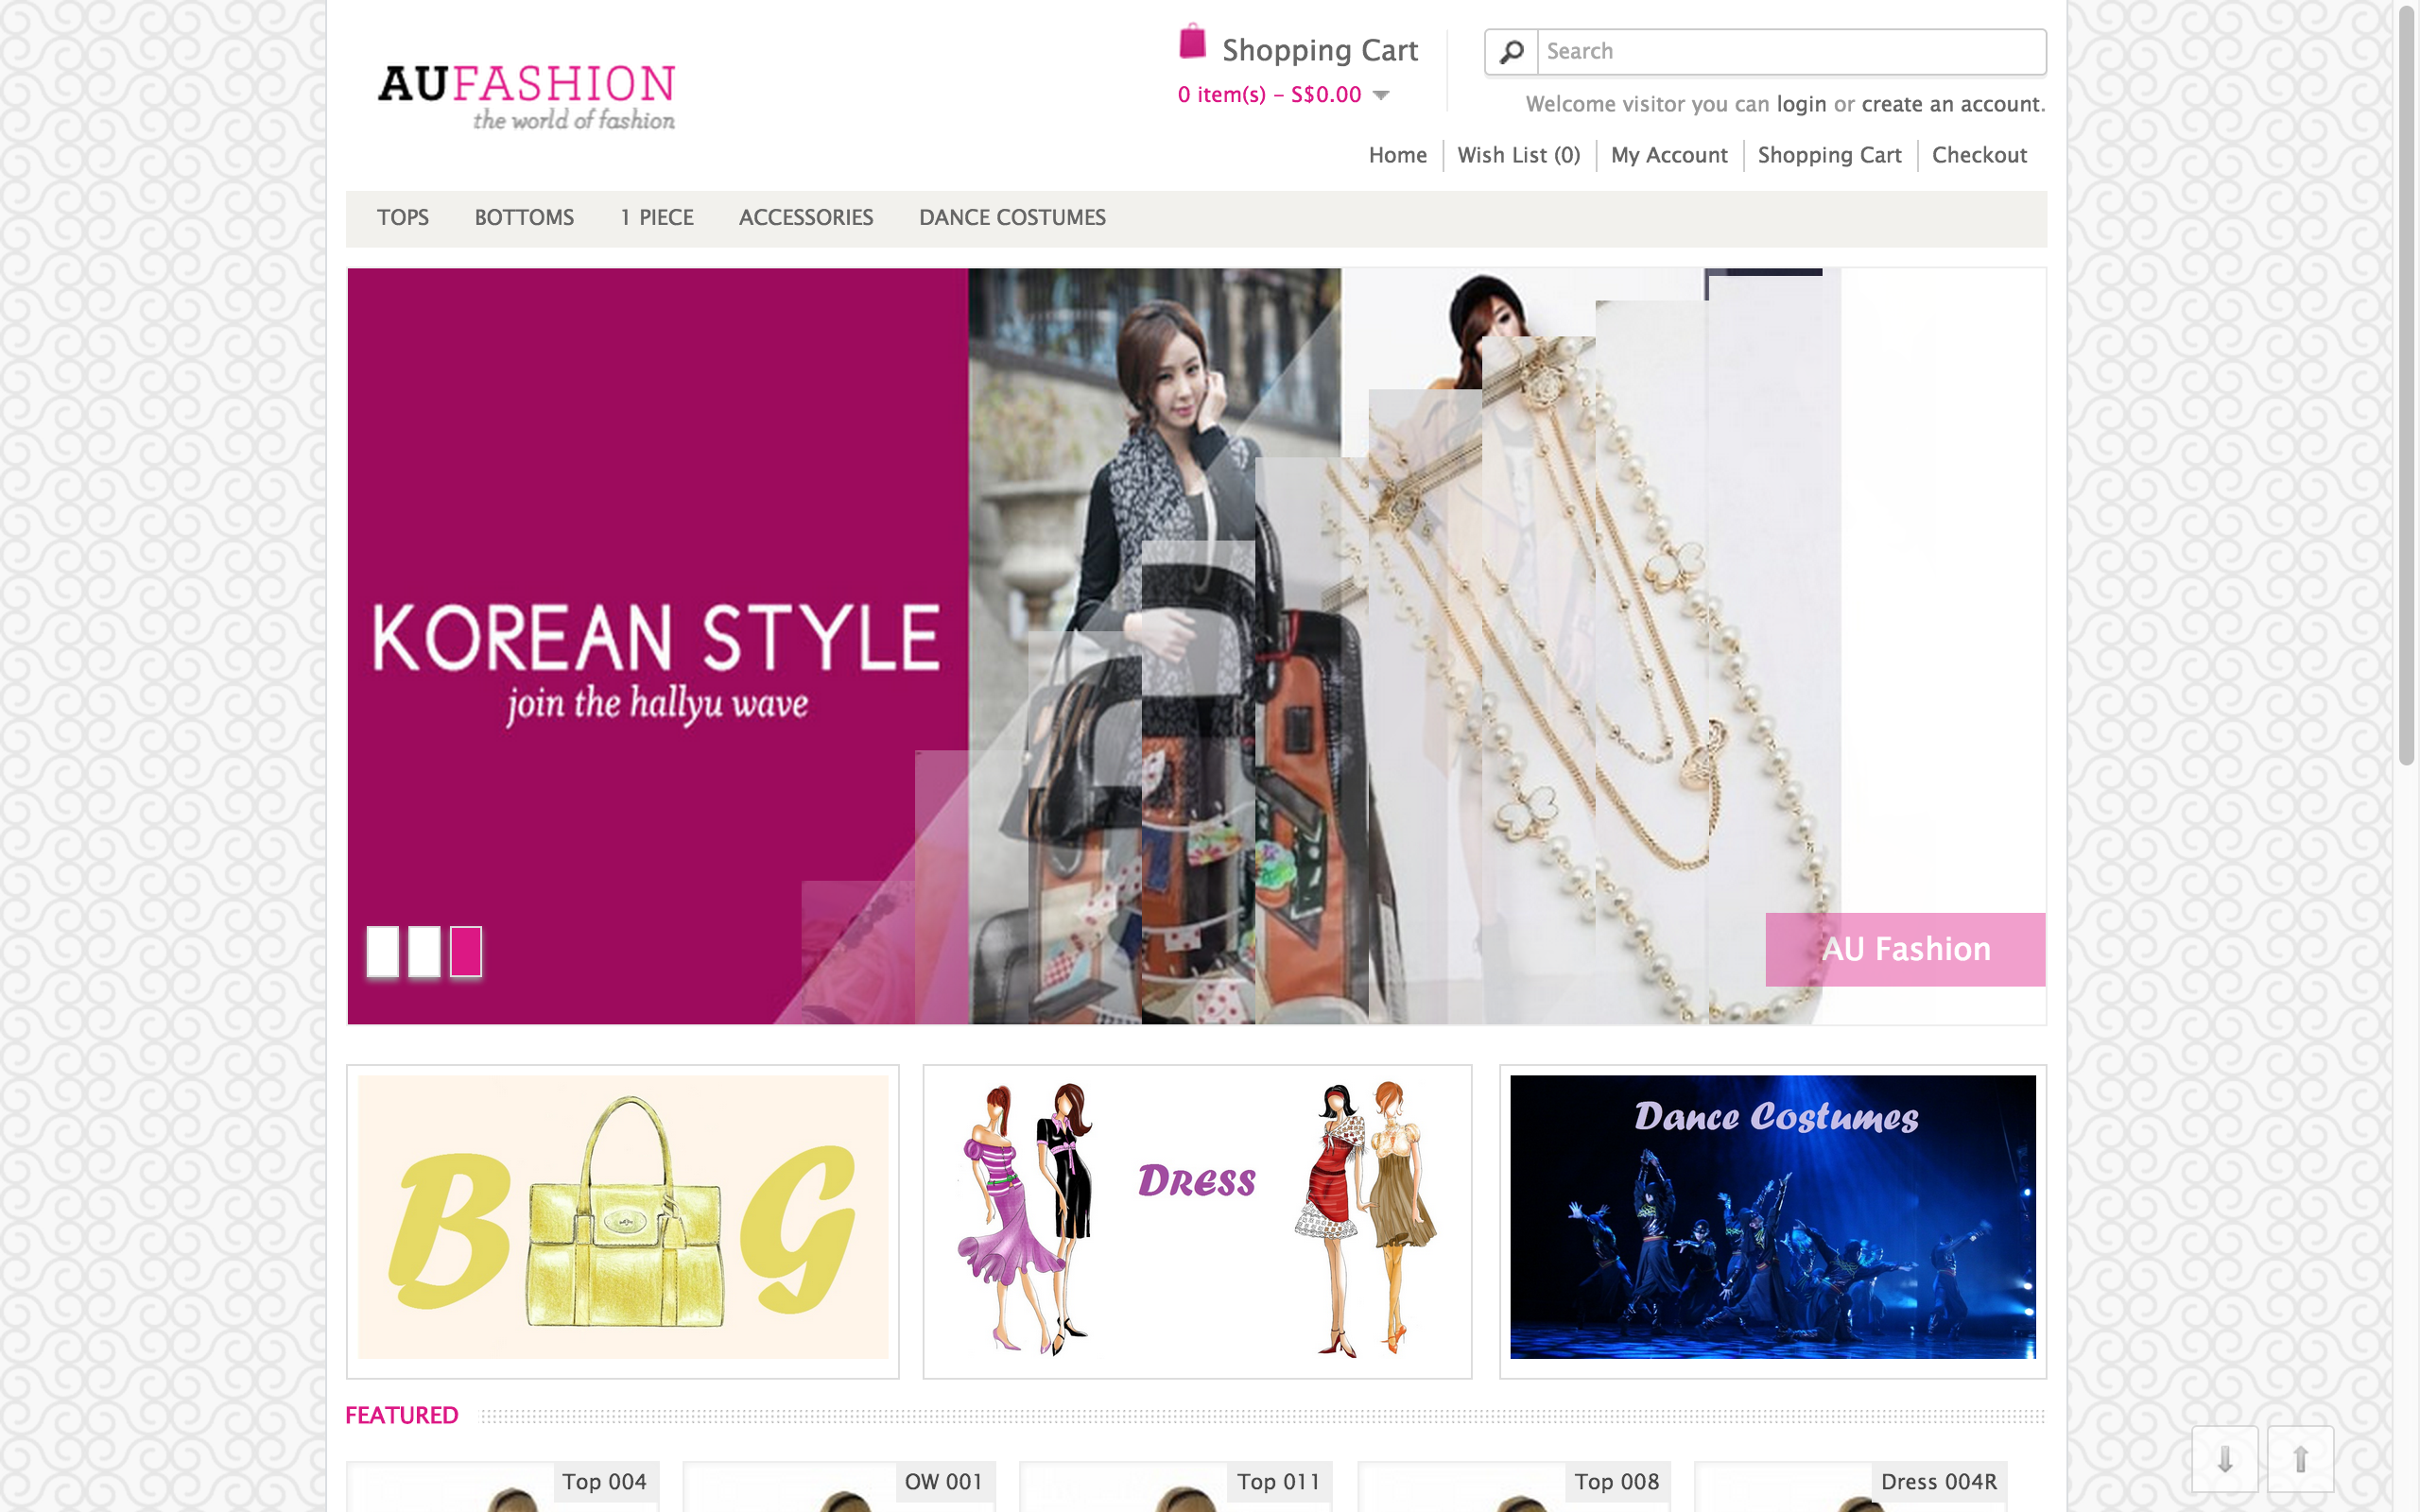 AUFASHION
the world of fashion
Shopping Cart
0 item(s) - S$0.00
Search
Welcome visitor you can login or create an account.
Home
Wish List (0)
My Account
Shopping Cart
Checkout
TOPS
BOTTOMS
1 PIECE
ACCESSORIES
DANCE COSTUMES
KOREAN STYLE
join the hallyu wave
AU Fashion
B G
DRESS
Dance Costumes
FEATURED
Top 004
OW 001
Top 011
Top 008
Dress 004R